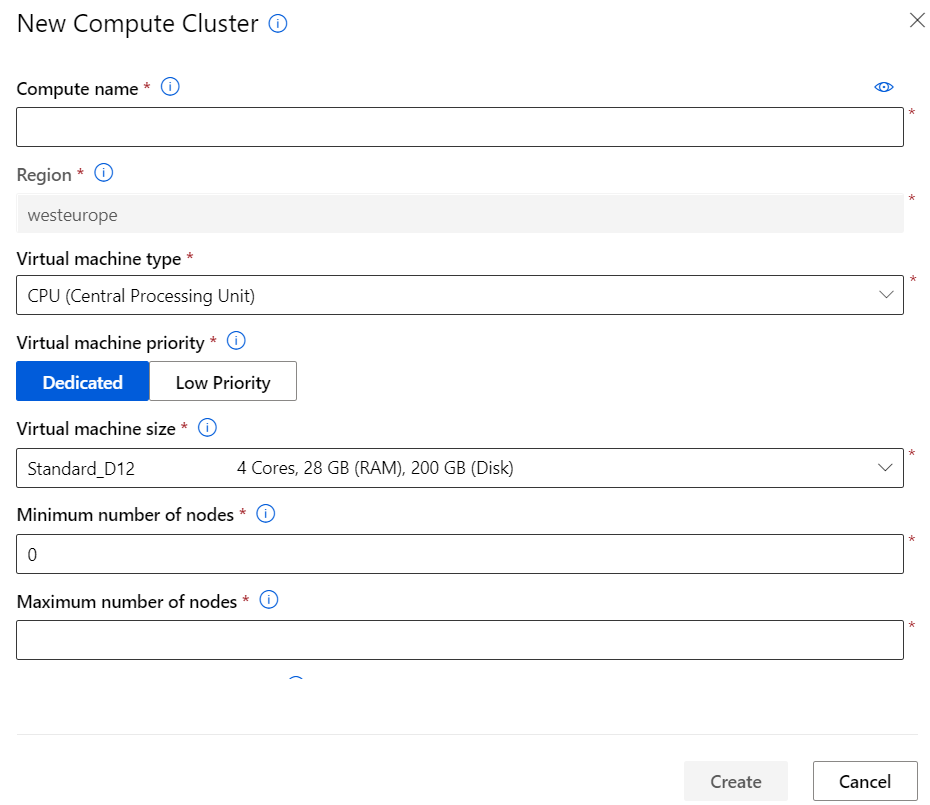 New Compute Cluster
Compute name *
*
Region *
westeurope
*
Virtual machine type *
CPU (Central Processing Unit)
*
Virtual machine priority *
Dedicated Low Priority
Virtual machine size *
Standard_D12 4 Cores, 28 GB (RAM), 200 GB (Disk)
*
Minimum number of nodes *
0
*
Maximum number of nodes *
*
Create Cancel